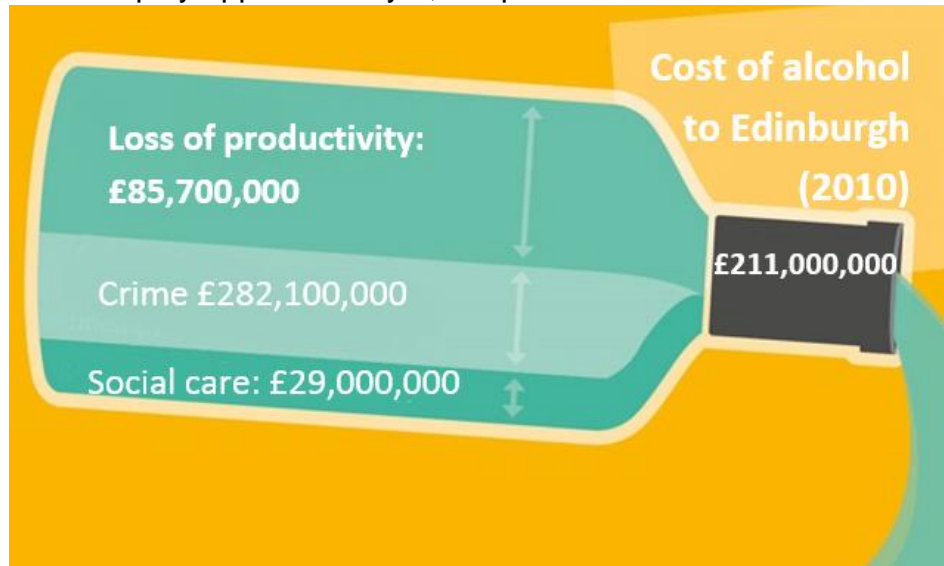 Cost of alcohol
to Edinburgh
(2010)
Loss of productivity:
£85,700,000
£211,000,000
Crime £282,100,000
Social care: £29,000,000